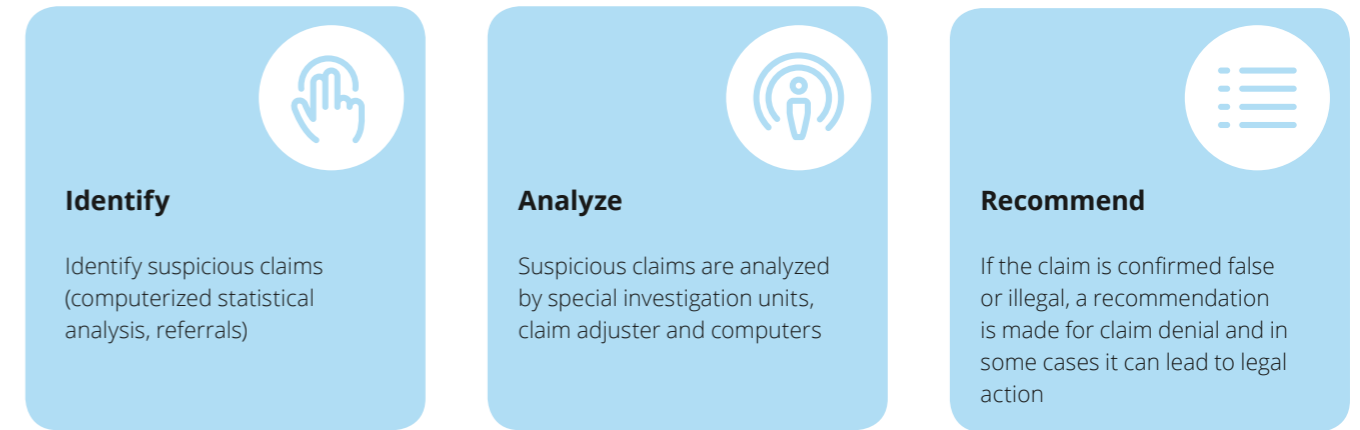 Identify
Identify suspicious claims
(computerized statistical
analysis, referrals)
Analyze
Suspicious claims are analyzed
by special investigation units,
claim adjuster and computers
Recommend
If the claim is confirmed false
or illegal, a recommendation
is made for claim denial and in
some cases it can lead to legal
action